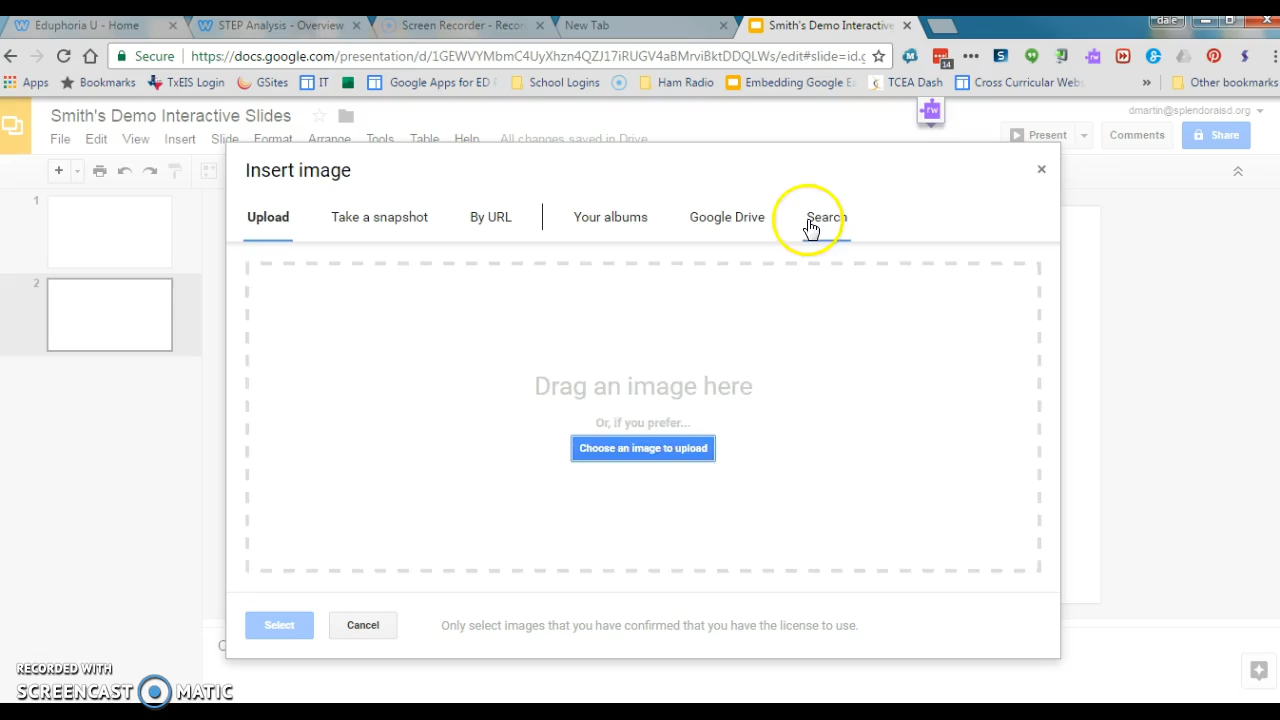 Eduphoria U - Home
STEP Analysis - Overview
Screen Recorder - Recor
New Tab
Smith's Demo Interactive
dale
Secure
https://docs.google.com/presentation/d/1GEWVYMbmC4UyXhzn4QZJ17iRUGV4aBMrviBktDDQLWs/edit#slide=id.g
14
Apps
Bookmarks
TxEIS Login
GSites
IT
Google Apps for ED
School Logins
Ham Radio
Embedding Google Ea
TCEA Dash
Cross Curricular Webs
»
Other bookmarks
rw
Smith's Demo Interactive Slides
dmartin@splendoraisd.org
File Edit View Insert Slide Format Arrange Tools Table Help
All changes saved in Drive
Present
Comments
Share
1
2
Insert image
Upload
Take a snapshot
By URL
Your albums
Google Drive
Search
Drag an image here
Or, if you prefer...
Choose an image to upload
Select
Cancel
Only select images that you have confirmed that you have the license to use.
RECORDED WITH
SCREENCAST MATIC